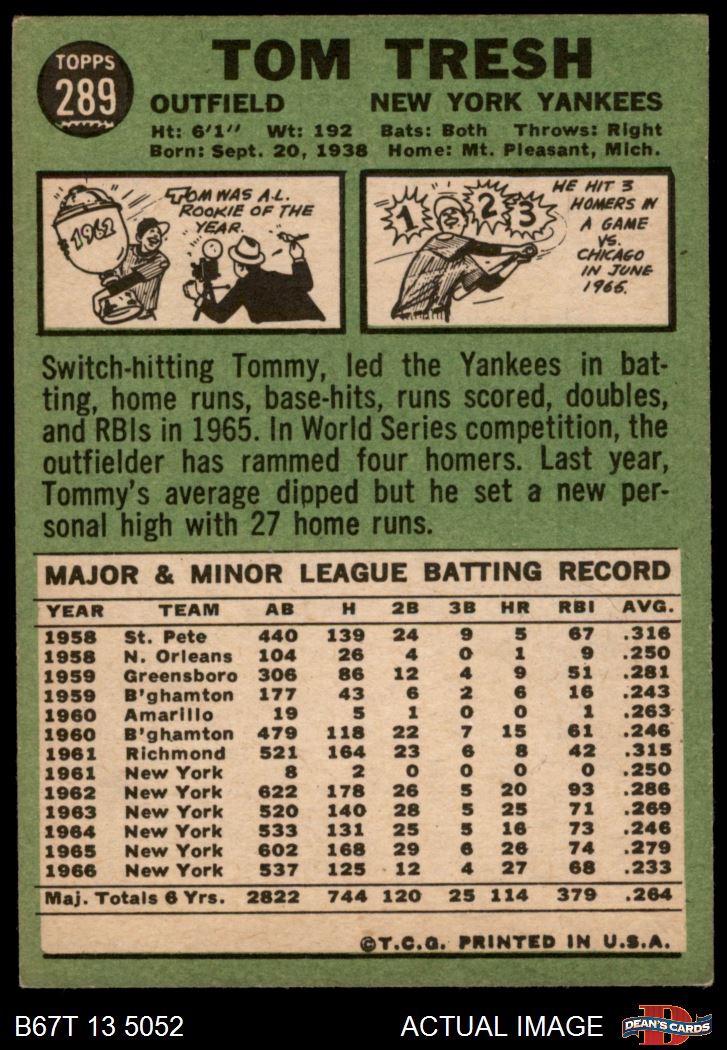 TOPPS
289
TOM TRESH
OUTFIELD NEW YORK YANKEES
Ht: 6'1" Wt: 192 Bats: Both Throws: Right
Born: Sept. 20, 1938 Home: Mt. Pleasant, Mich.
1962
TOM WAS A.L.
ROOKIE OF THE
YEAR.
1 2 3
HE HIT 3
HOMERS IN
A GAME
VS.
CHICAGO
IN JUNE
1966.
Switch-hitting Tommy, led the Yankees in bat-
ting, home runs, base-hits, runs scored, doubles,
and RBIs in 1965. In World Series competition, the
outfielder has rammed four homers. Last year,
Tommy's average dipped but he set a new per-
sonal high with 27 home runs.
MAJOR & MINOR LEAGUE BATTING RECORD
YEAR TEAM AB H 2B 3B HR RBI AVG.
1958 St. Pete 440 139 24 9 5 67 .316
1958 N. Orleans 104 26 4 0 1 9 .250
1959 Greensboro 306 86 12 4 9 51 .281
1959 B'ghamton 177 43 6 2 6 16 .243
1960 Amarillo 19 5 1 0 0 1 .263
1960 B'ghamton 479 118 22 7 15 61 .246
1961 Richmond 521 164 23 6 8 42 .315
1961 New York 8 2 0 0 0 0 .250
1962 New York 622 178 26 5 20 93 .286
1963 New York 520 140 28 5 25 71 .269
1964 New York 533 131 25 5 16 73 .246
1965 New York 602 168 29 6 26 74 .279
1966 New York 537 125 12 4 27 68 .233
Maj. Totals 6 Yrs. 2822 744 120 25 114 379 .264
©T.C.G. PRINTED IN U.S.A.
B67T 13 5052 ACTUAL IMAGE
D
DEAN'S CARDS